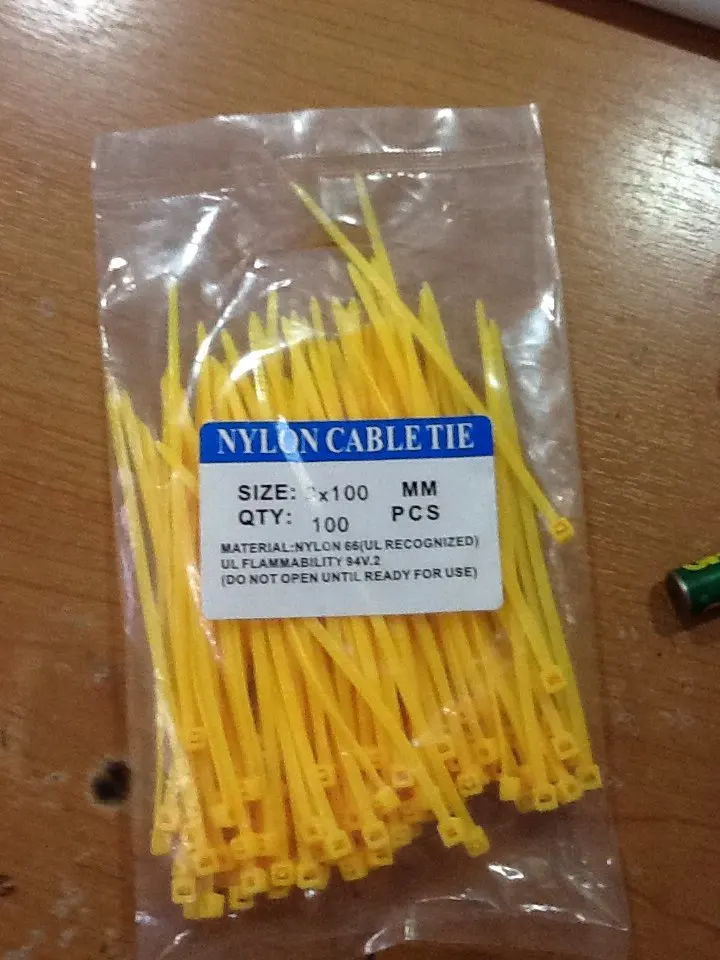 NYLON CABLE TIE
SIZE: x100 MM
QTY: 100 PCS
MATERIAL:NYLON 66(UL RECOGNIZED)
UL FLAMMABILITY 94V.2
(DO NOT OPEN UNTIL READY FOR USE)